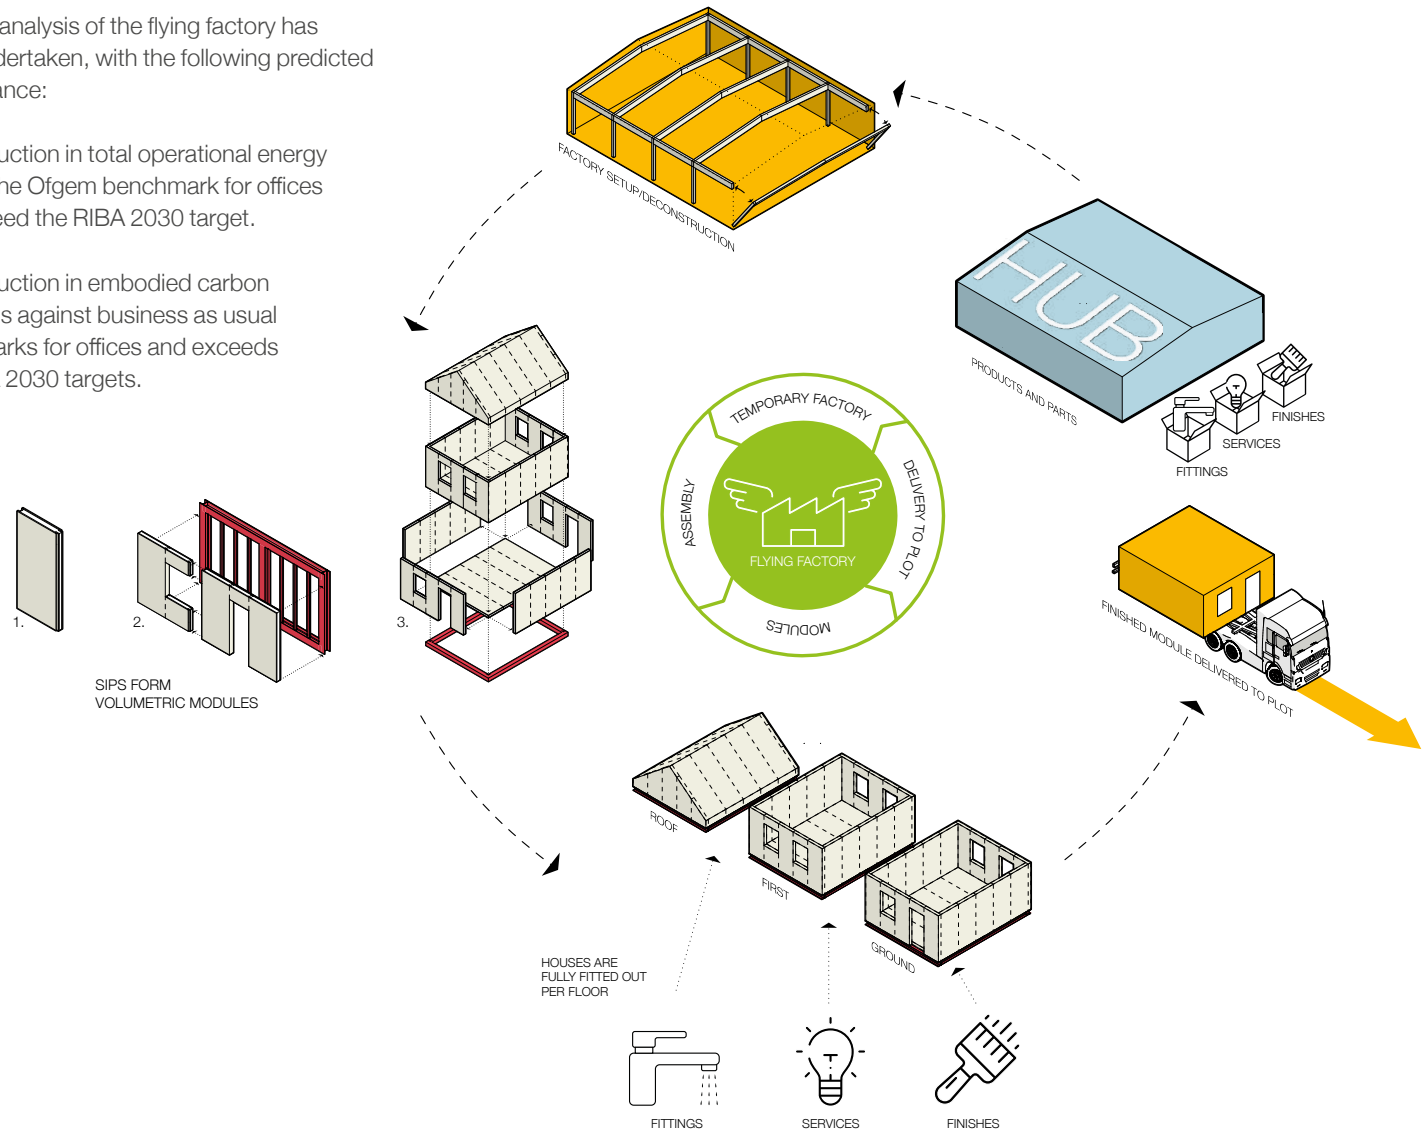 analysis of the flying factory has
dertaken, with the following predicted
ance:
uction in total operational energy
ne Ofgem benchmark for offices
eed the RIBA 2030 target.
uction in embodied carbon
s against business as usual
arks for offices and exceeds
2030 targets.
FACTORY SETUP/DECONSTRUCTION
HUB
PRODUCTS AND PARTS
FINISHES
SERVICES
FITTINGS
TEMPORARY FACTORY
DELIVERY TO PLOT
MODULES
ASSEMBLY
FLYING FACTORY
1.
2.
3.
SIPS FORM
VOLUMETRIC MODULES
FINISHED MODULE DELIVERED TO PLOT
ROOF
FIRST
GROUND
HOUSES ARE
FULLY FITTED OUT
PER FLOOR
FITTINGS
SERVICES
FINISHES